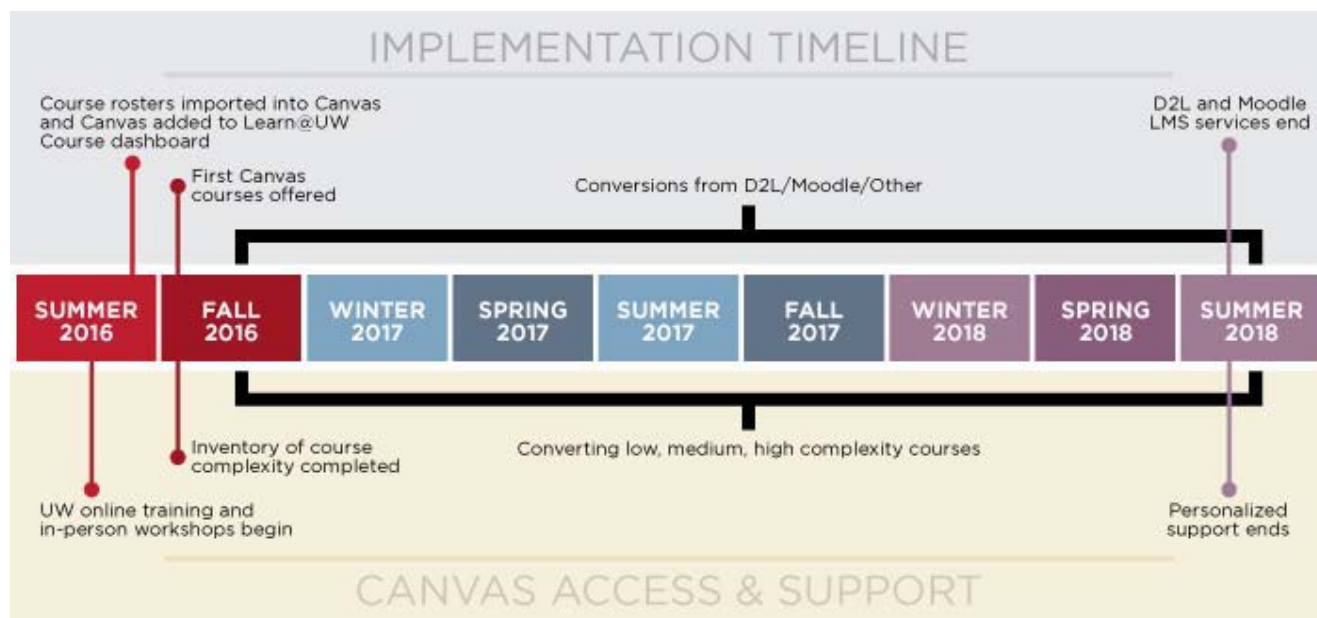 IMPLEMENTATION TIMELINE
Course rosters imported into Canvas
and Canvas added to Learn@UW
Course dashboard
D2L and Moodle
LMS services end
First Canvas
courses offered
Conversions from D2L/Moodle/Other
SUMMER
2016
FALL
2016
WINTER
2017
SPRING
2017
SUMMER
2017
FALL
2017
WINTER
2018
SPRING
2018
SUMMER
2018
Inventory of course
complexity completed
Converting low, medium, high complexity courses
UW online training and
in-person workshops begin
Personalized
support ends
CANVAS ACCESS & SUPPORT